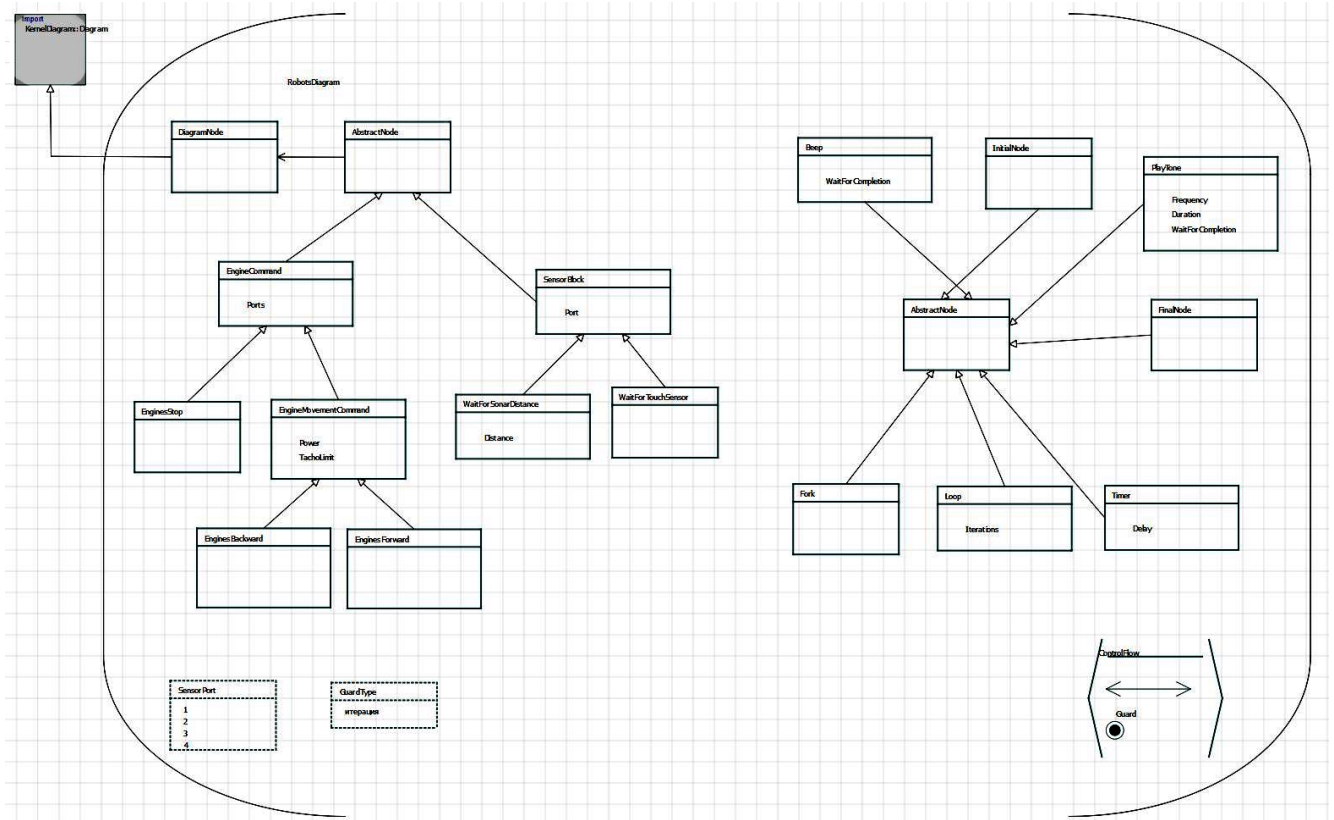 Import
KernelDiagram::Diagram
RobotsDiagram
DiagramNode
AbstractNode
EngineCommand
Ports
SensorBlock
Port
EnginesStop
EngineMovementCommand
Power
TachoLimit
WaitForSonarDistance
Distance
WaitForTouchSensor
EnginesBackward
EnginesForward
Beep
WaitForCompletion
InitialNode
PlayTone
Frequency
Duration
WaitForCompletion
AbstractNode
FinalNode
Fork
Loop
Iterations
Timer
Delay
SensorPort
1
2
3
4
GuardType
итерация
ControlFlow
Guard